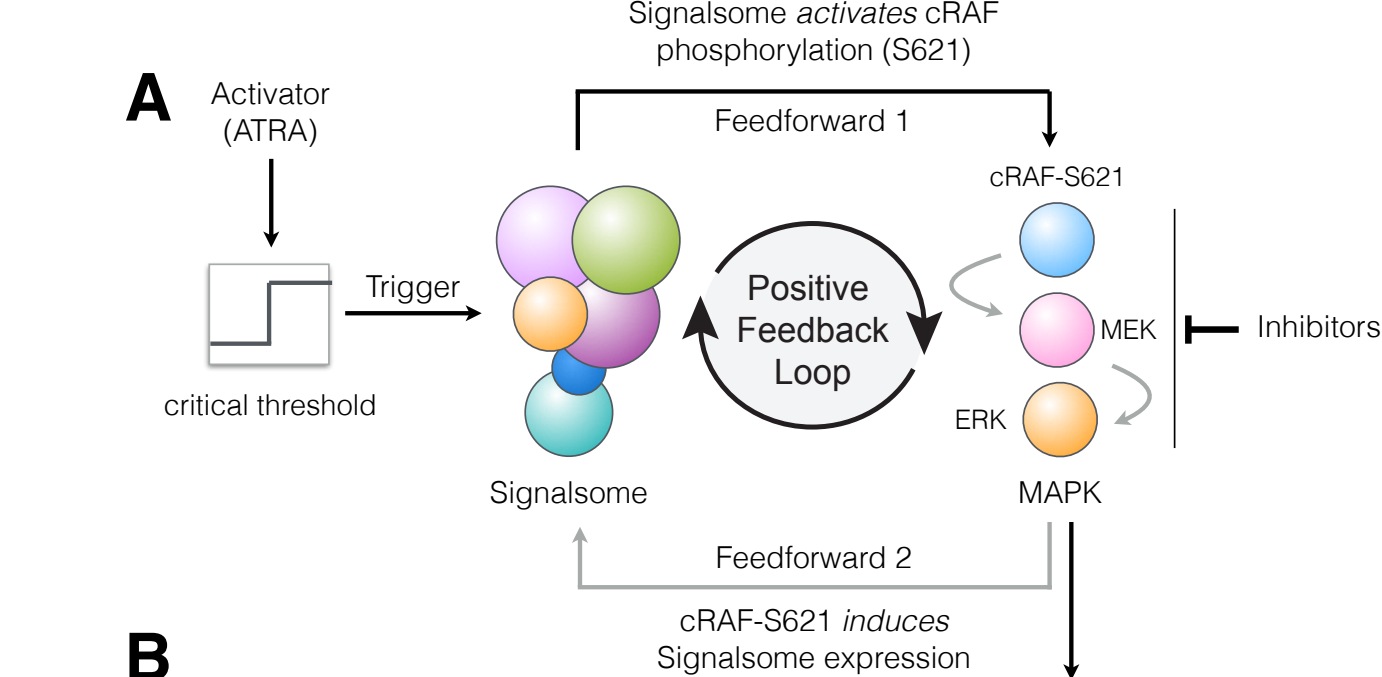 Signalsome activates cRAF
phosphorylation (S621)
A
Activator
(ATRA)
Feedforward 1
cRAF-S621
Trigger
Positive
Feedback
Loop
MEK
Inhibitors
critical threshold
ERK
Signalsome
MAPK
Feedforward 2
cRAF-S621 induces
Signalsome expression
B